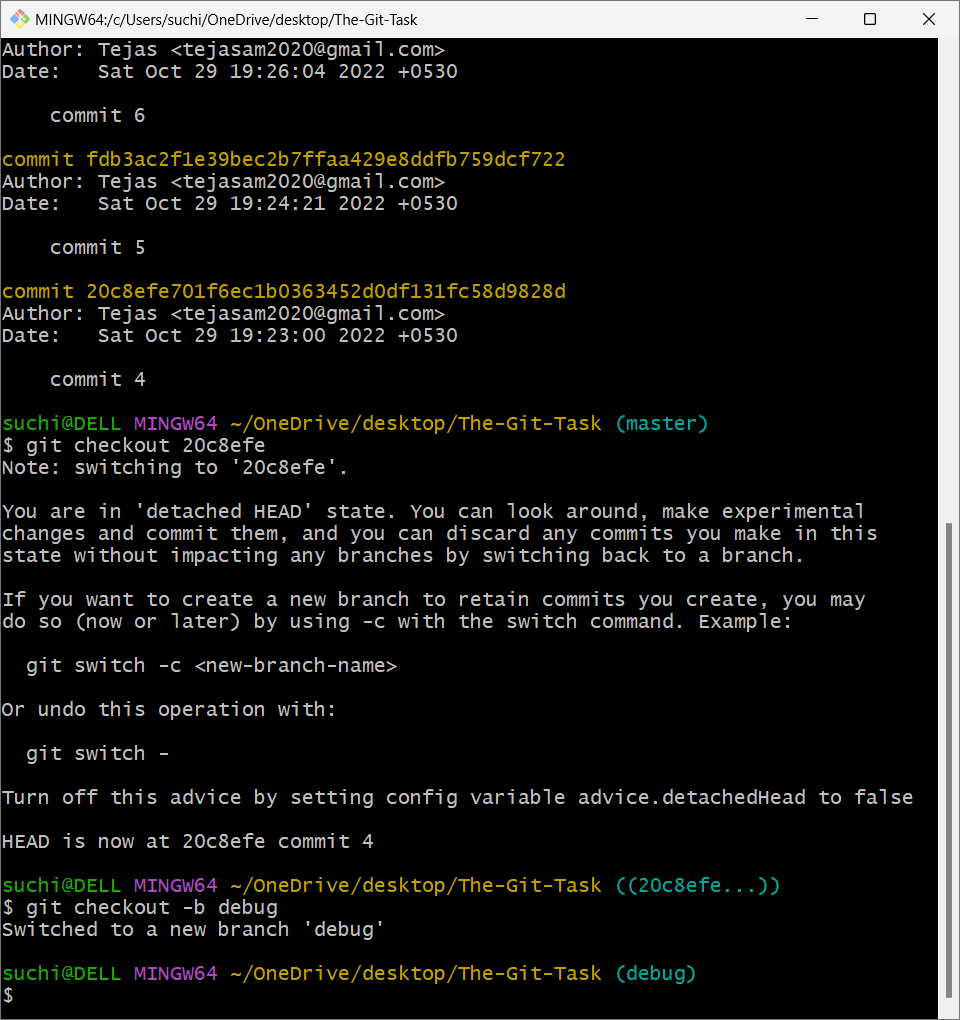 MINGW64:/c/Users/suchi/OneDrive/desktop/The-Git-Task
Author: Tejas <tejasam2020@gmail.com>
Date:   Sat Oct 29 19:26:04 2022 +0530
    commit 6
commit fdb3ac2f1e39bec2b7ffaa429e8ddfb759dcf722
Author: Tejas <tejasam2020@gmail.com>
Date:   Sat Oct 29 19:24:21 2022 +0530
    commit 5
commit 20c8efe701f6ec1b0363452d0df131fc58d9828d
Author: Tejas <tejasam2020@gmail.com>
Date:   Sat Oct 29 19:23:00 2022 +0530
    commit 4
suchi@DELL MINGW64 ~/OneDrive/desktop/The-Git-Task (master)
$ git checkout 20c8efe
Note: switching to '20c8efe'.
You are in 'detached HEAD' state. You can look around, make experimental
changes and commit them, and you can discard any commits you make in this
state without impacting any branches by switching back to a branch.
If you want to create a new branch to retain commits you create, you may
do so (now or later) by using -c with the switch command. Example:
  git switch -c <new-branch-name>
Or undo this operation with:
  git switch -
Turn off this advice by setting config variable advice.detachedHead to false
HEAD is now at 20c8efe commit 4
suchi@DELL MINGW64 ~/OneDrive/desktop/The-Git-Task ((20c8efe...))
$ git checkout -b debug
Switched to a new branch 'debug'
suchi@DELL MINGW64 ~/OneDrive/desktop/The-Git-Task (debug)
$